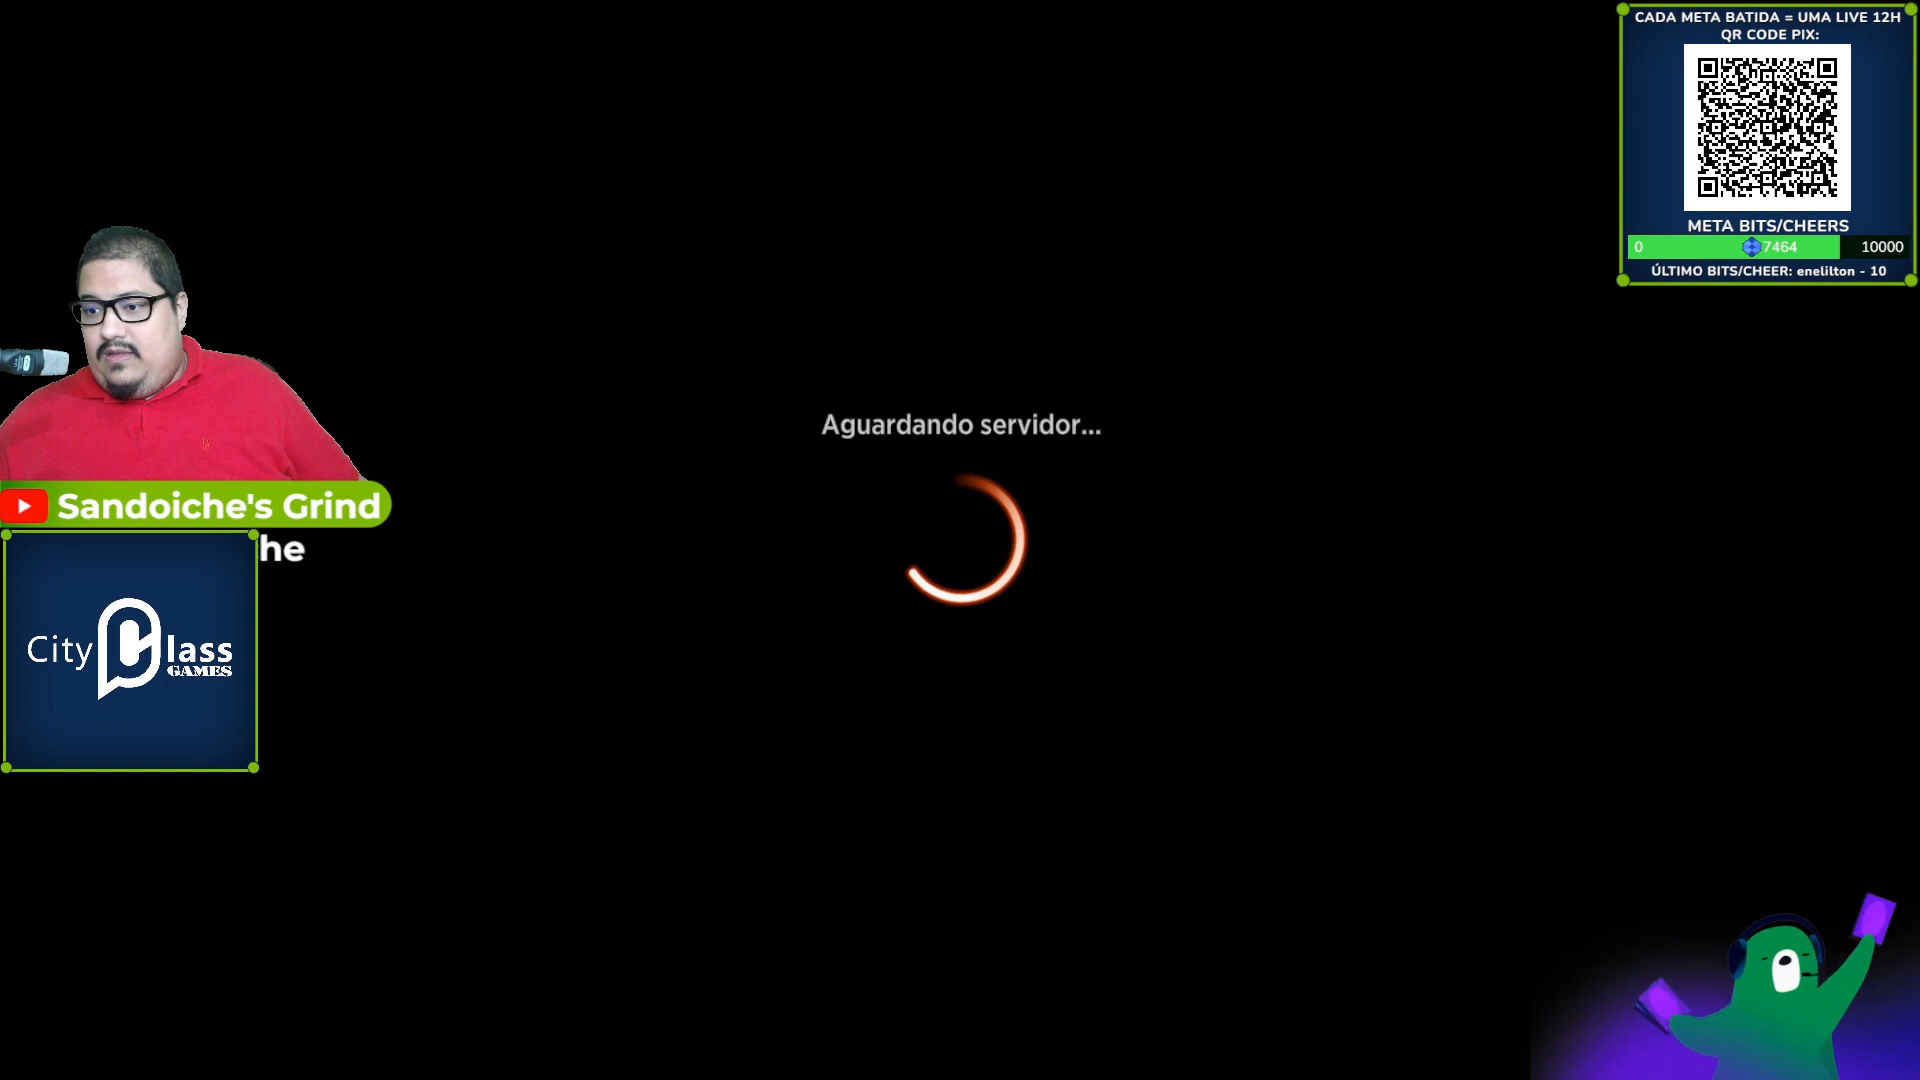 CADA META BATIDA = UMA LIVE 12H
QR CODE PIX:
META BITS/CHEERS
0 7464 10000
ÚLTIMO BITS/CHEER: enelilton - 10
Aguardando servidor...
Sandoiche's Grind
he
City Class
GAMES